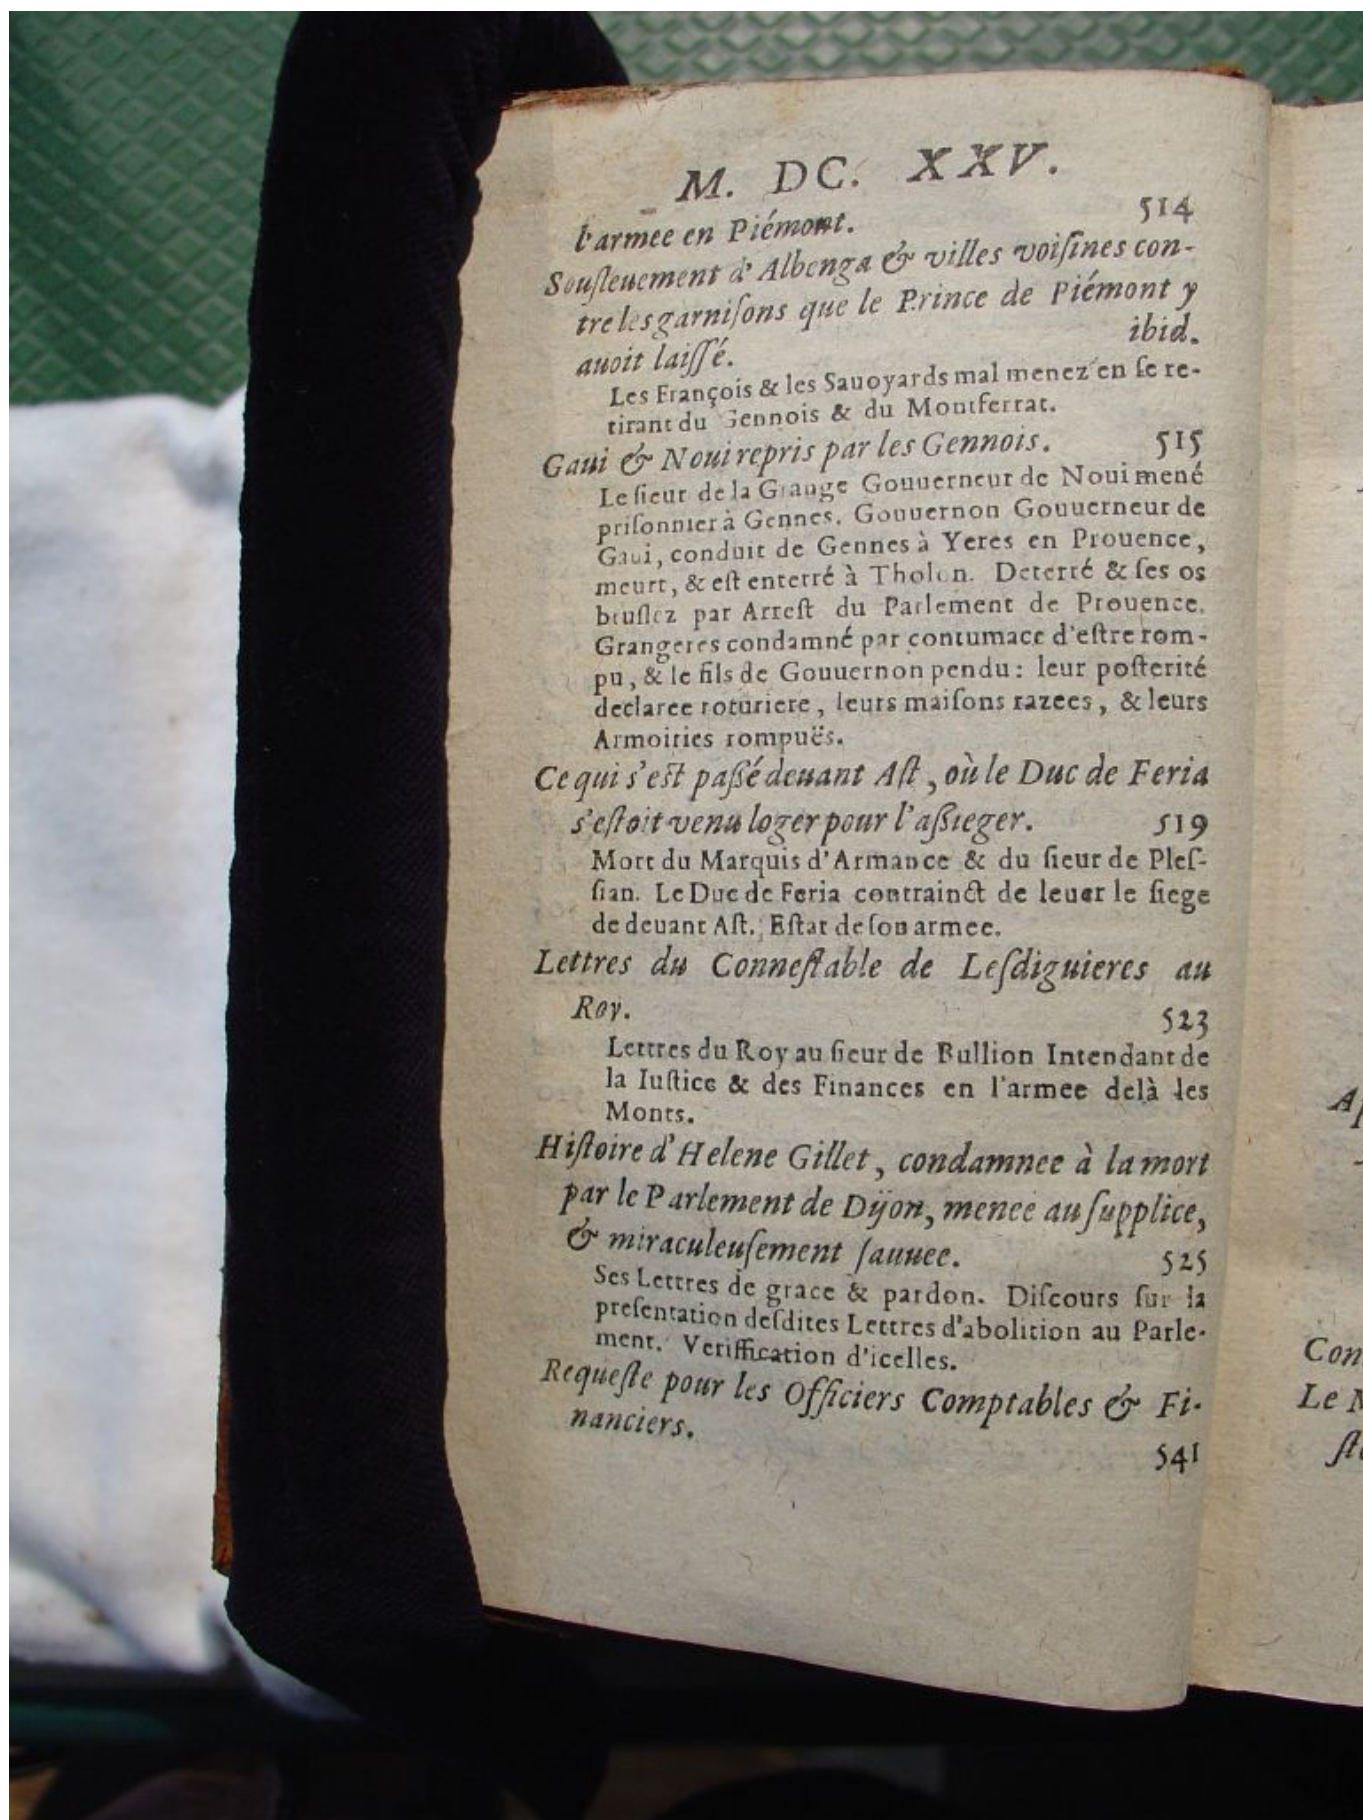 M. DC. XXV.
l'armee en Piémont. 514
Souſleuement d'Albenga & villes voiſines con-
tre les garniſons que le Prince de Piémont y
auoit laiſſé. ibid.
Les François & les Sauoyards mal menez en ſe re-
tirant du Gennois & du Montferrat.
Gaui & Noui repris par les Gennois. 515
Le ſieur de la Grange Gouuerneur de Noui mené
priſonnier à Gennes. Gouuernon Gouuerneur de
Gaui, conduit de Gennes à Yeres en Prouence,
meurt, & eſt enterré à Tholon. Deterré & ſes os
bruſlez par Arreſt du Parlement de Prouence.
Grangeres condamné par contumace d'eſtre rom-
pu, & le fils de Gouuernon pendu: leur poſterité
declaree roturiere, leurs maiſons razees, & leurs
Armoiries rompuës.
Ce qui s'eſt paßé deuant Aſt, où le Duc de Feria
s'eſtoit venu loger pour l'aßieger. 519
Mort du Marquis d'Armance & du ſieur de Pleſ-
ſian. Le Duc de Feria contrainct de leuer le ſiege
de deuant Aſt. Eſtat de ſon armee.
Lettres du Conneſtable de Leſdiguieres au
Roy. 523
Lettres du Roy au ſieur de Bullion Intendant de
la Iuſtice & des Finances en l'armee delà les
Monts.
Hiſtoire d'Helene Gillet, condamnee à la mort
par le Parlement de Dijon, menee au ſupplice,
& miraculeuſement ſauuee. 525
Ses Lettres de grace & pardon. Diſcours ſur la
preſentation deſdites Lettres d'abolition au Parle-
ment. Veriffication d'icelles.
Requeſte pour les Officiers Comptables & Fi-
nanciers. 541
Con
Le M